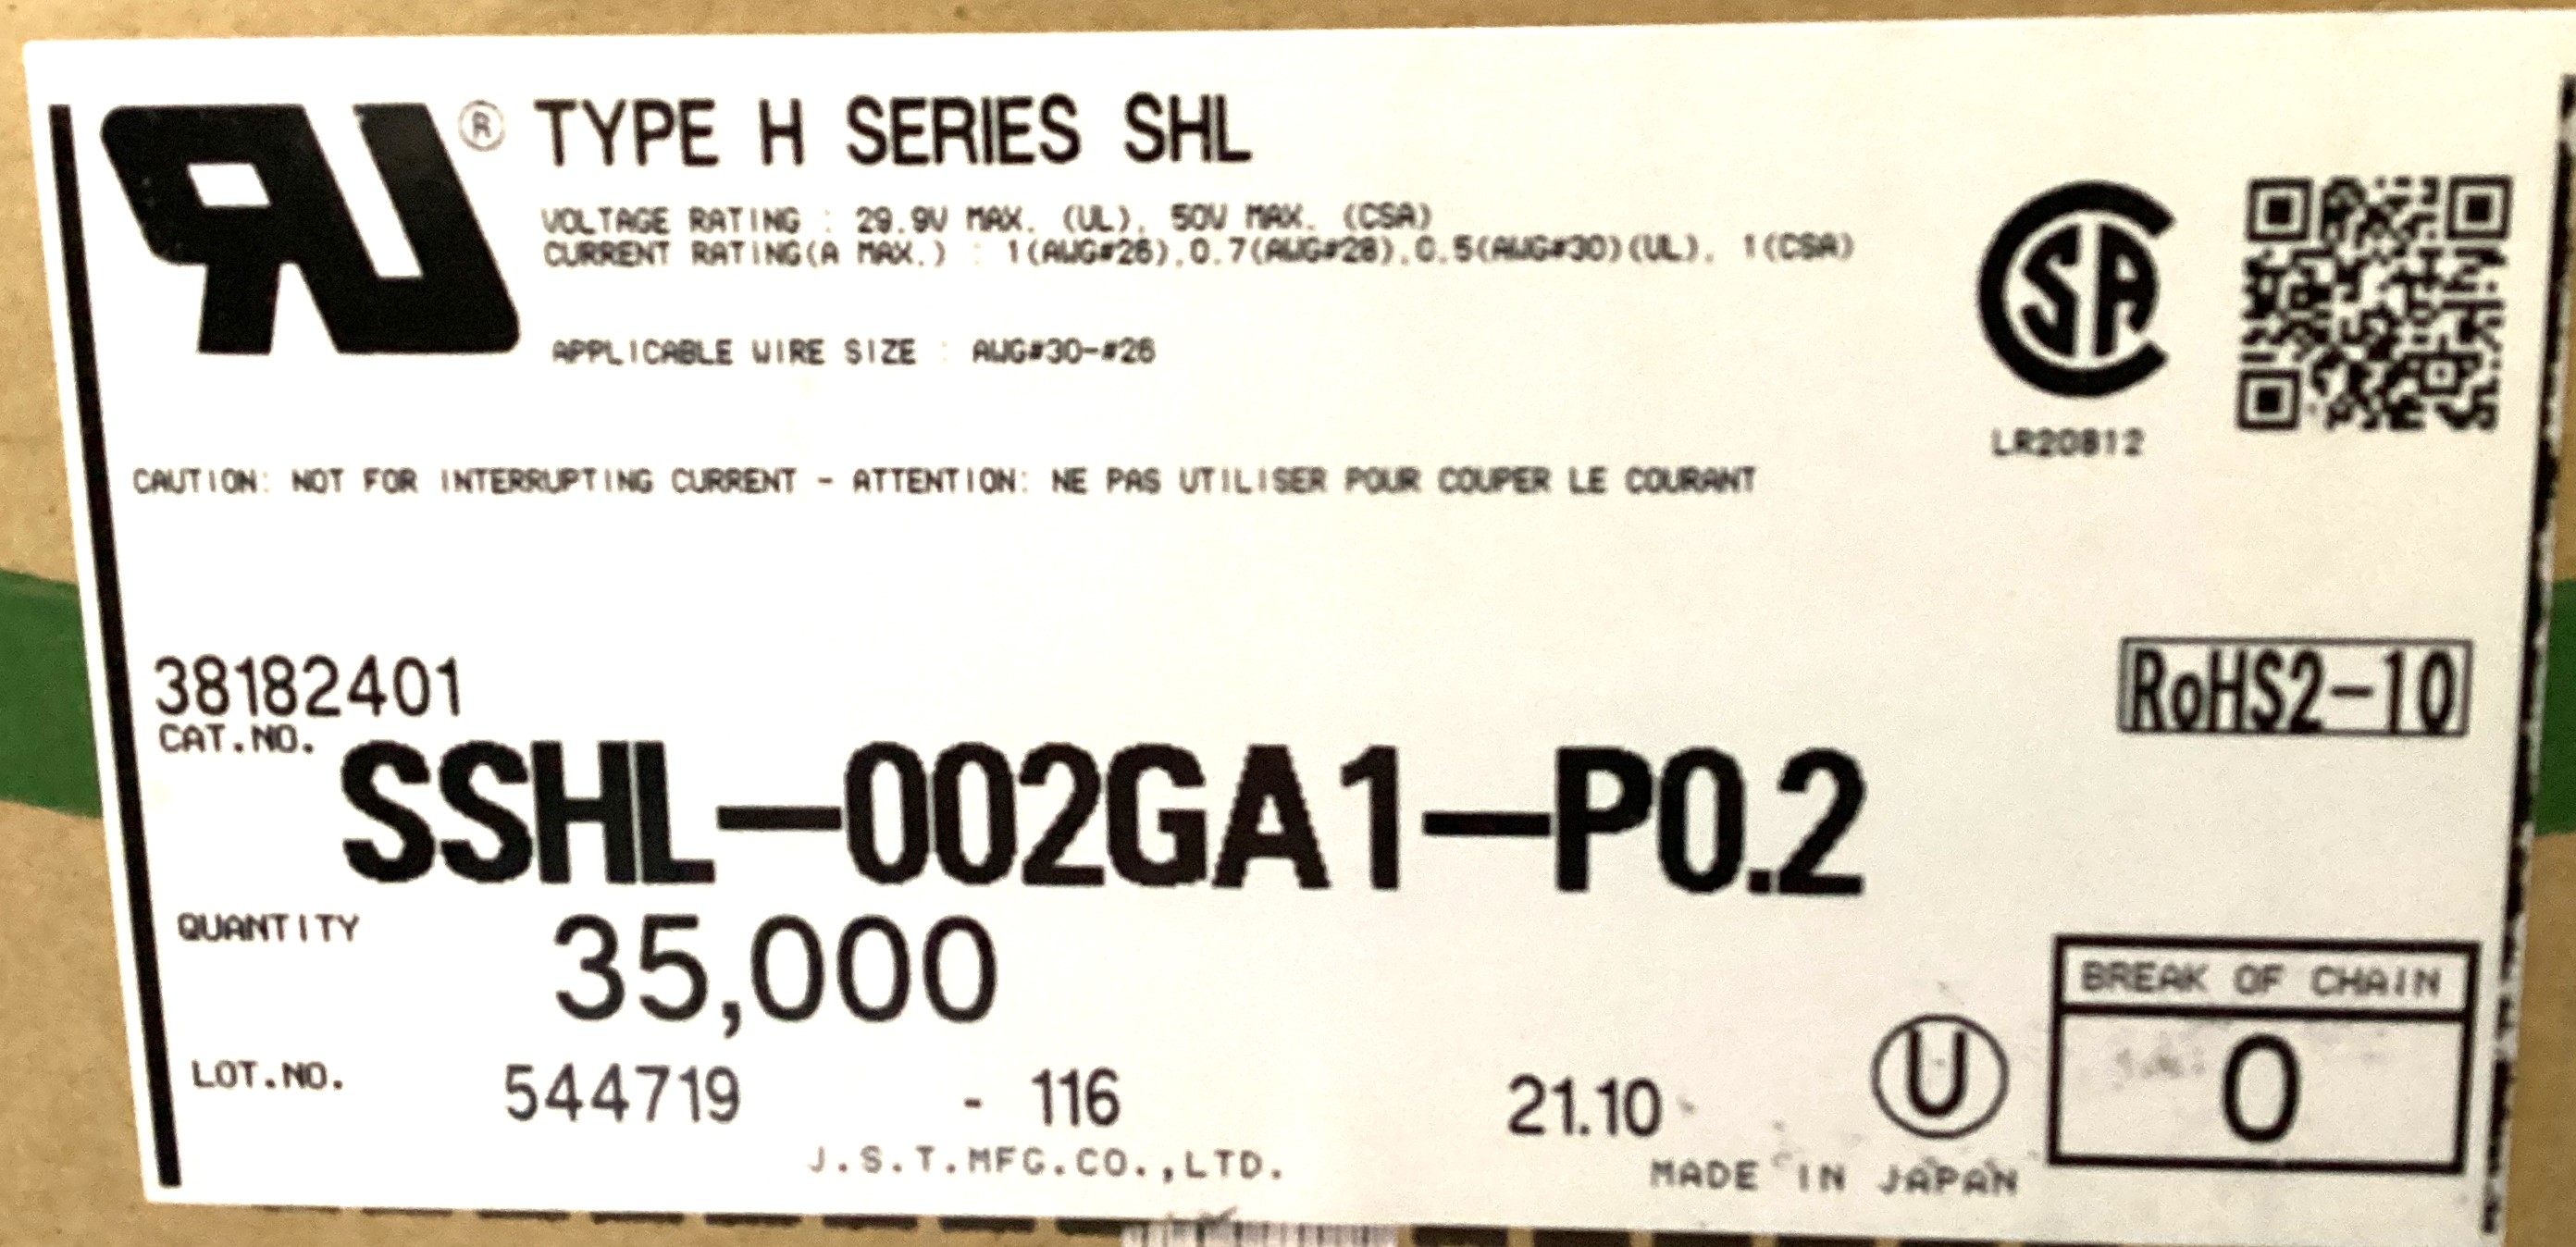 ® TYPE H SERIES SHL
VOLTAGE RATING : 29.9V MAX. (UL), 50V MAX. (CSA)
CURRENT RATING(A MAX.) : 1(AWG#26),0.7(AWG#28),0.5(AWG#30)(UL), 1(CSA)
APPLICABLE WIRE SIZE : AWG#30-#26
LR20812
CAUTION: NOT FOR INTERRUPTING CURRENT - ATTENTION: NE PAS UTILISER POUR COUPER LE COURANT
38182401
RoHS2-10
CAT.NO. SSHL-002GA1-P0.2
QUANTITY 35,000
BREAK OF CHAIN
0
LOT.NO. 544719 - 116 21.10 U
J.S.T.MFG.CO.,LTD.
MADE IN JAPAN